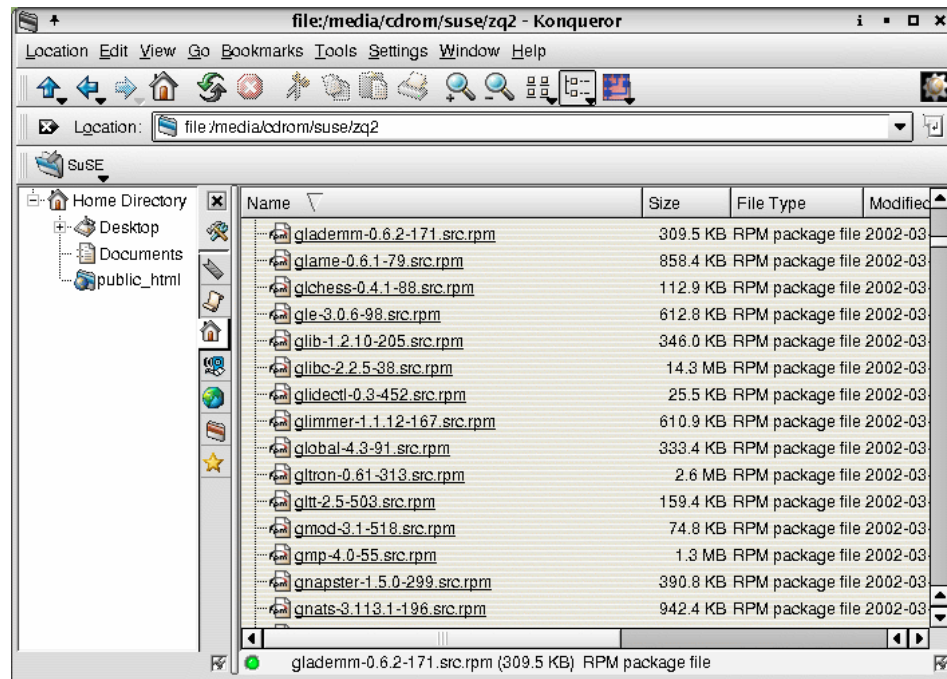 file:/media/cdrom/suse/zq2 - Konqueror
Location Edit View Go Bookmarks Tools Settings Window Help
Location: file:/media/cdrom/suse/zq2
SuSE
Home Directory
Desktop
Documents
public_html
Name Size File Type Modified
glademm-0.6.2-171.src.rpm 309.5 KB RPM package file 2002-03-
glame-0.6.1-79.src.rpm 858.4 KB RPM package file 2002-03-
glchess-0.4.1-88.src.rpm 112.9 KB RPM package file 2002-03-
gle-3.0.6-98.src.rpm 612.8 KB RPM package file 2002-03-
glib-1.2.10-205.src.rpm 346.0 KB RPM package file 2002-03-
glibc-2.2.5-38.src.rpm 14.3 MB RPM package file 2002-03-
glidectl-0.3-452.src.rpm 25.5 KB RPM package file 2002-03-
glimmer-1.1.12-167.src.rpm 610.9 KB RPM package file 2002-03-
global-4.3-91.src.rpm 333.4 KB RPM package file 2002-03-
gltron-0.61-313.src.rpm 2.6 MB RPM package file 2002-03-
gltt-2.5-503.src.rpm 159.4 KB RPM package file 2002-03-
gmod-3.1-518.src.rpm 74.8 KB RPM package file 2002-03-
gmp-4.0-55.src.rpm 1.3 MB RPM package file 2002-03-
gnapster-1.5.0-299.src.rpm 390.8 KB RPM package file 2002-03-
gnats-3.113.1-196.src.rpm 942.4 KB RPM package file 2002-03-
glademm-0.6.2-171.src.rpm (309.5 KB) RPM package file